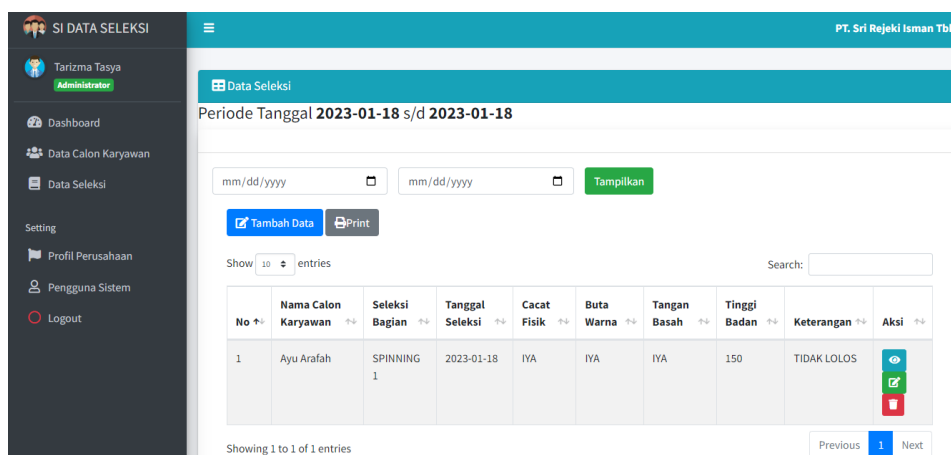 SI DATA SELEKSI
PT. Sri Rejeki Isman Tbk
Tarizma Tasya
Administrator
Dashboard
Data Calon Karyawan
Data Seleksi
Setting
Profil Perusahaan
Pengguna Sistem
Logout
Data Seleksi
Periode Tanggal 2023-01-18 s/d 2023-01-18
mm/dd/yyyy mm/dd/yyyy Tampilkan
Tambah Data Print
Show 10 entries Search:
No Nama Calon Karyawan Seleksi Bagian Tanggal Seleksi Cacat Fisik Buta Warna Tangan Basah Tinggi Badan Keterangan Aksi
1 Ayu Arafah SPINNING 1 2023-01-18 IYA IYA IYA 150 TIDAK LOLOS
Showing 1 to 1 of 1 entries Previous 1 Next